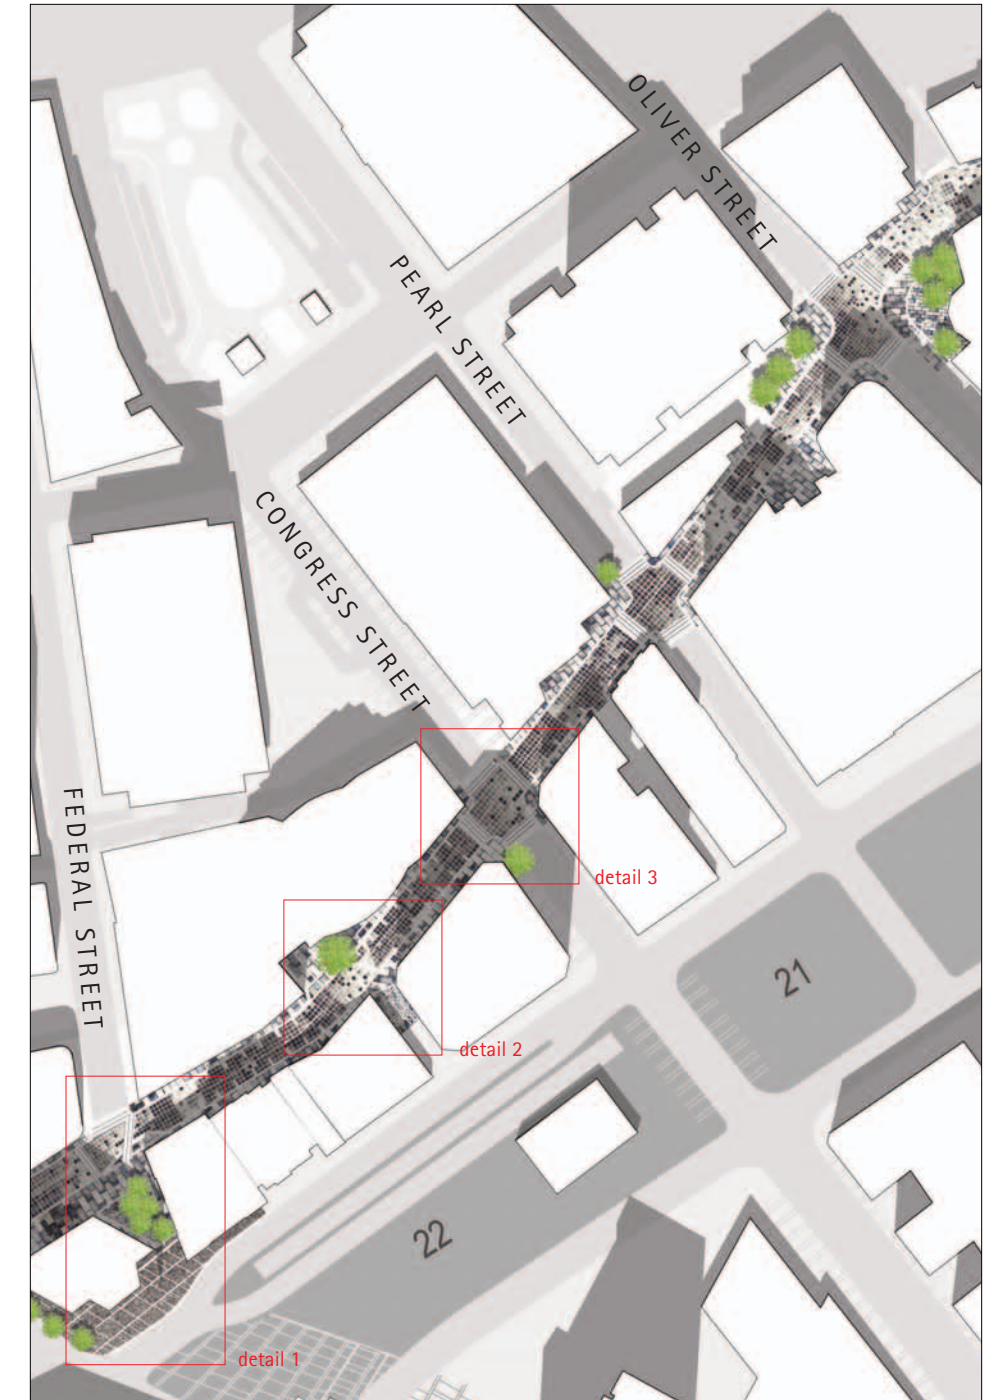 OLIVER STREET
PEARL STREET
CONGRESS STREET
FEDERAL STREET
detail 3
21
detail 2
22
detail 1